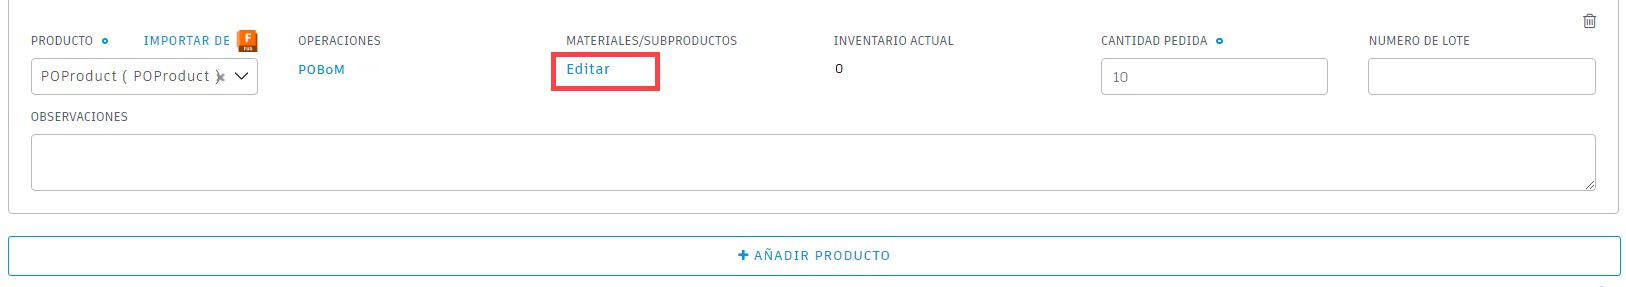 PRODUCTO IMPORTAR DE OPERACIONES MATERIALES/SUBPRODUCTOS INVENTARIO ACTUAL CANTIDAD PEDIDA NUMERO DE LOTE
POProduct ( POProduct ) POBoM Editar 0 10
OBSERVACIONES
+ AÑADIR PRODUCTO